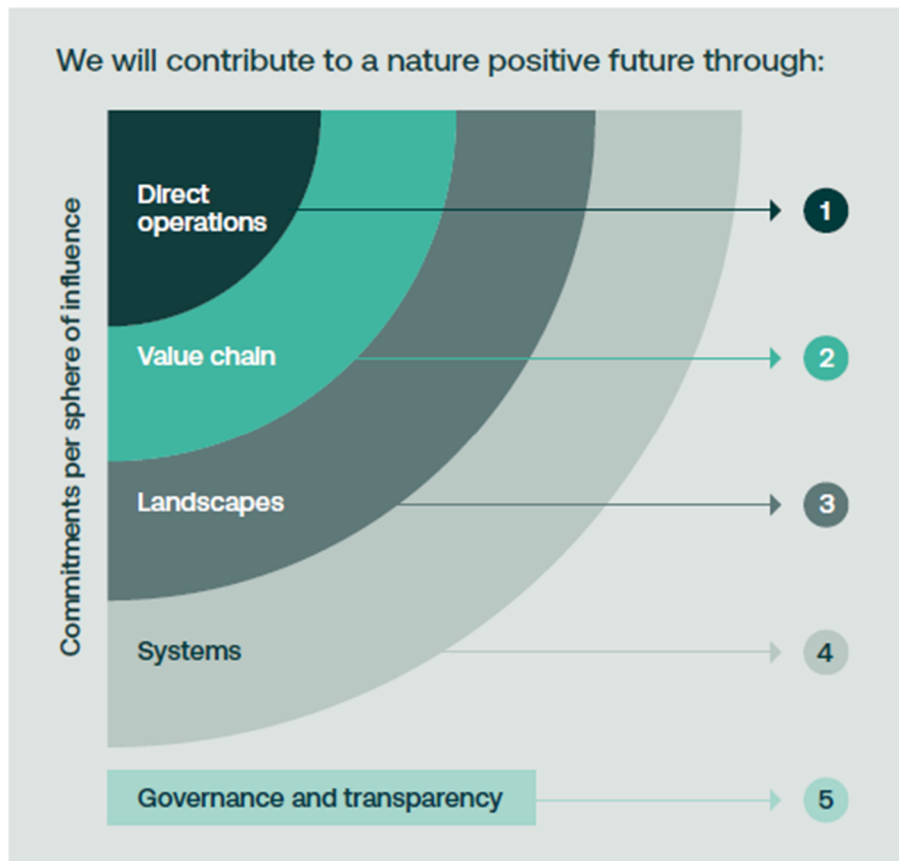 We will contribute to a nature positive future through:
Commitments per sphere of influence
Direct
operations
1
Value chain
2
Landscapes
3
Systems
4
Governance and transparency
5